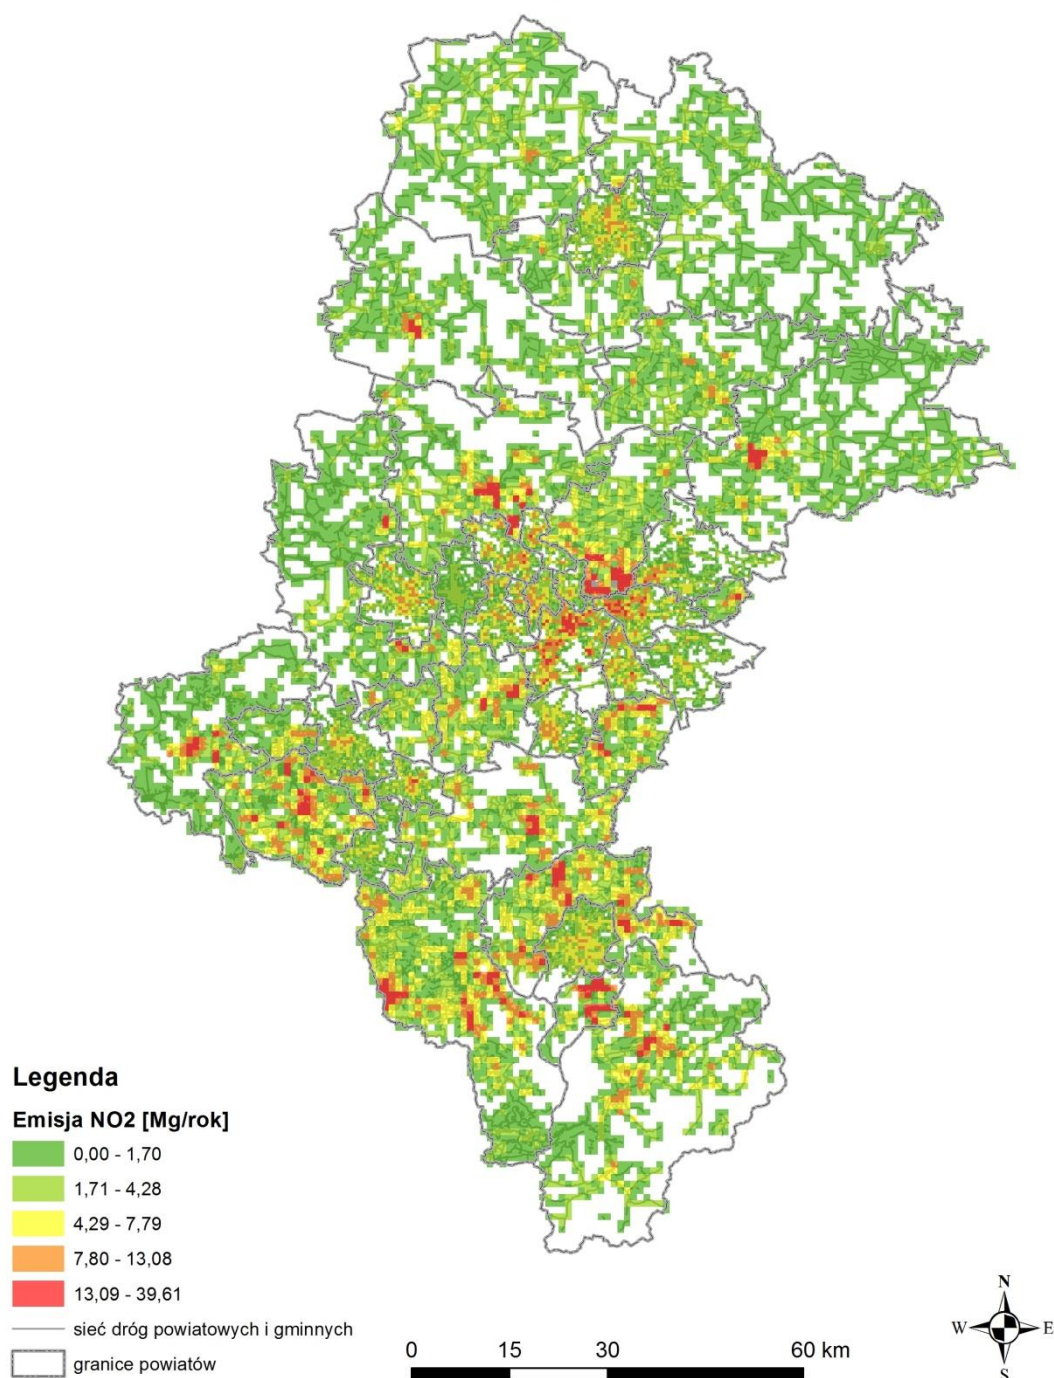 Legenda
Emisja NO2 [Mg/rok]
0,00 - 1,70
1,71 - 4,28
4,29 - 7,79
7,80 - 13,08
13,09 - 39,61
sieć dróg powiatowych i gminnych
granice powiatów
0 15 30 60 km
N
W E
S